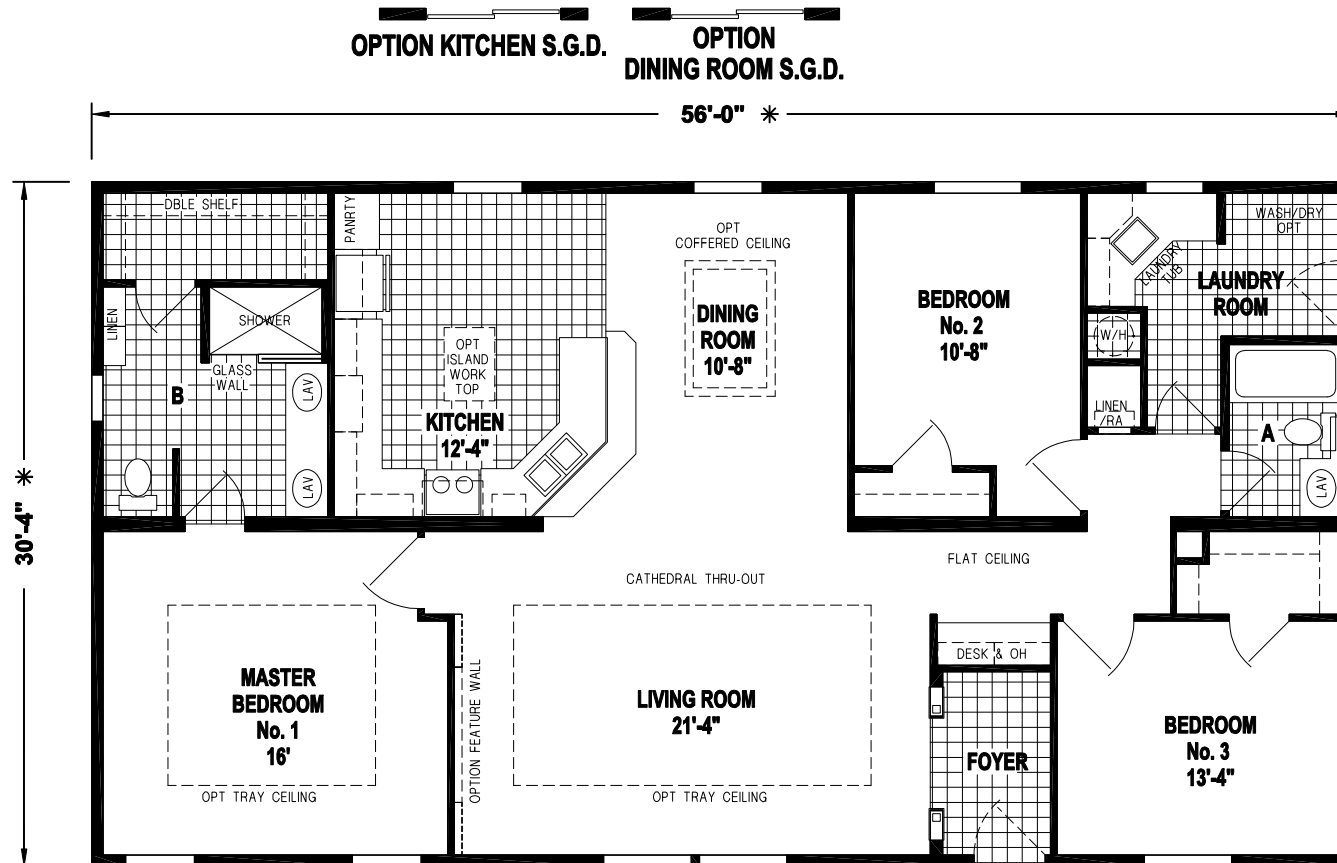 OPTION KITCHEN S.G.D.
OPTION
DINING ROOM S.G.D.
56'-0" *
30'-4" *
DBLE SHELF
PANRTY
OPT
COFFERED CEILING
WASH/DRY
OPT
LAUNDRY
TUB
LAUNDRY
ROOM
LINEN
SHOWER
GLASS
WALL
B
LAV
LAV
OPT
ISLAND
WORK
TOP
KITCHEN
12'-4"
DINING
ROOM
10'-8"
BEDROOM
No. 2
10'-8"
W/H
LINEN
/RA
A
LAV
CATHEDRAL THRU-OUT
FLAT CEILING
MASTER
BEDROOM
No. 1
16'
OPT TRAY CEILING
OPTION FEATURE WALL
LIVING ROOM
21'-4"
OPT TRAY CEILING
DESK & OH
FOYER
BEDROOM
No. 3
13'-4"